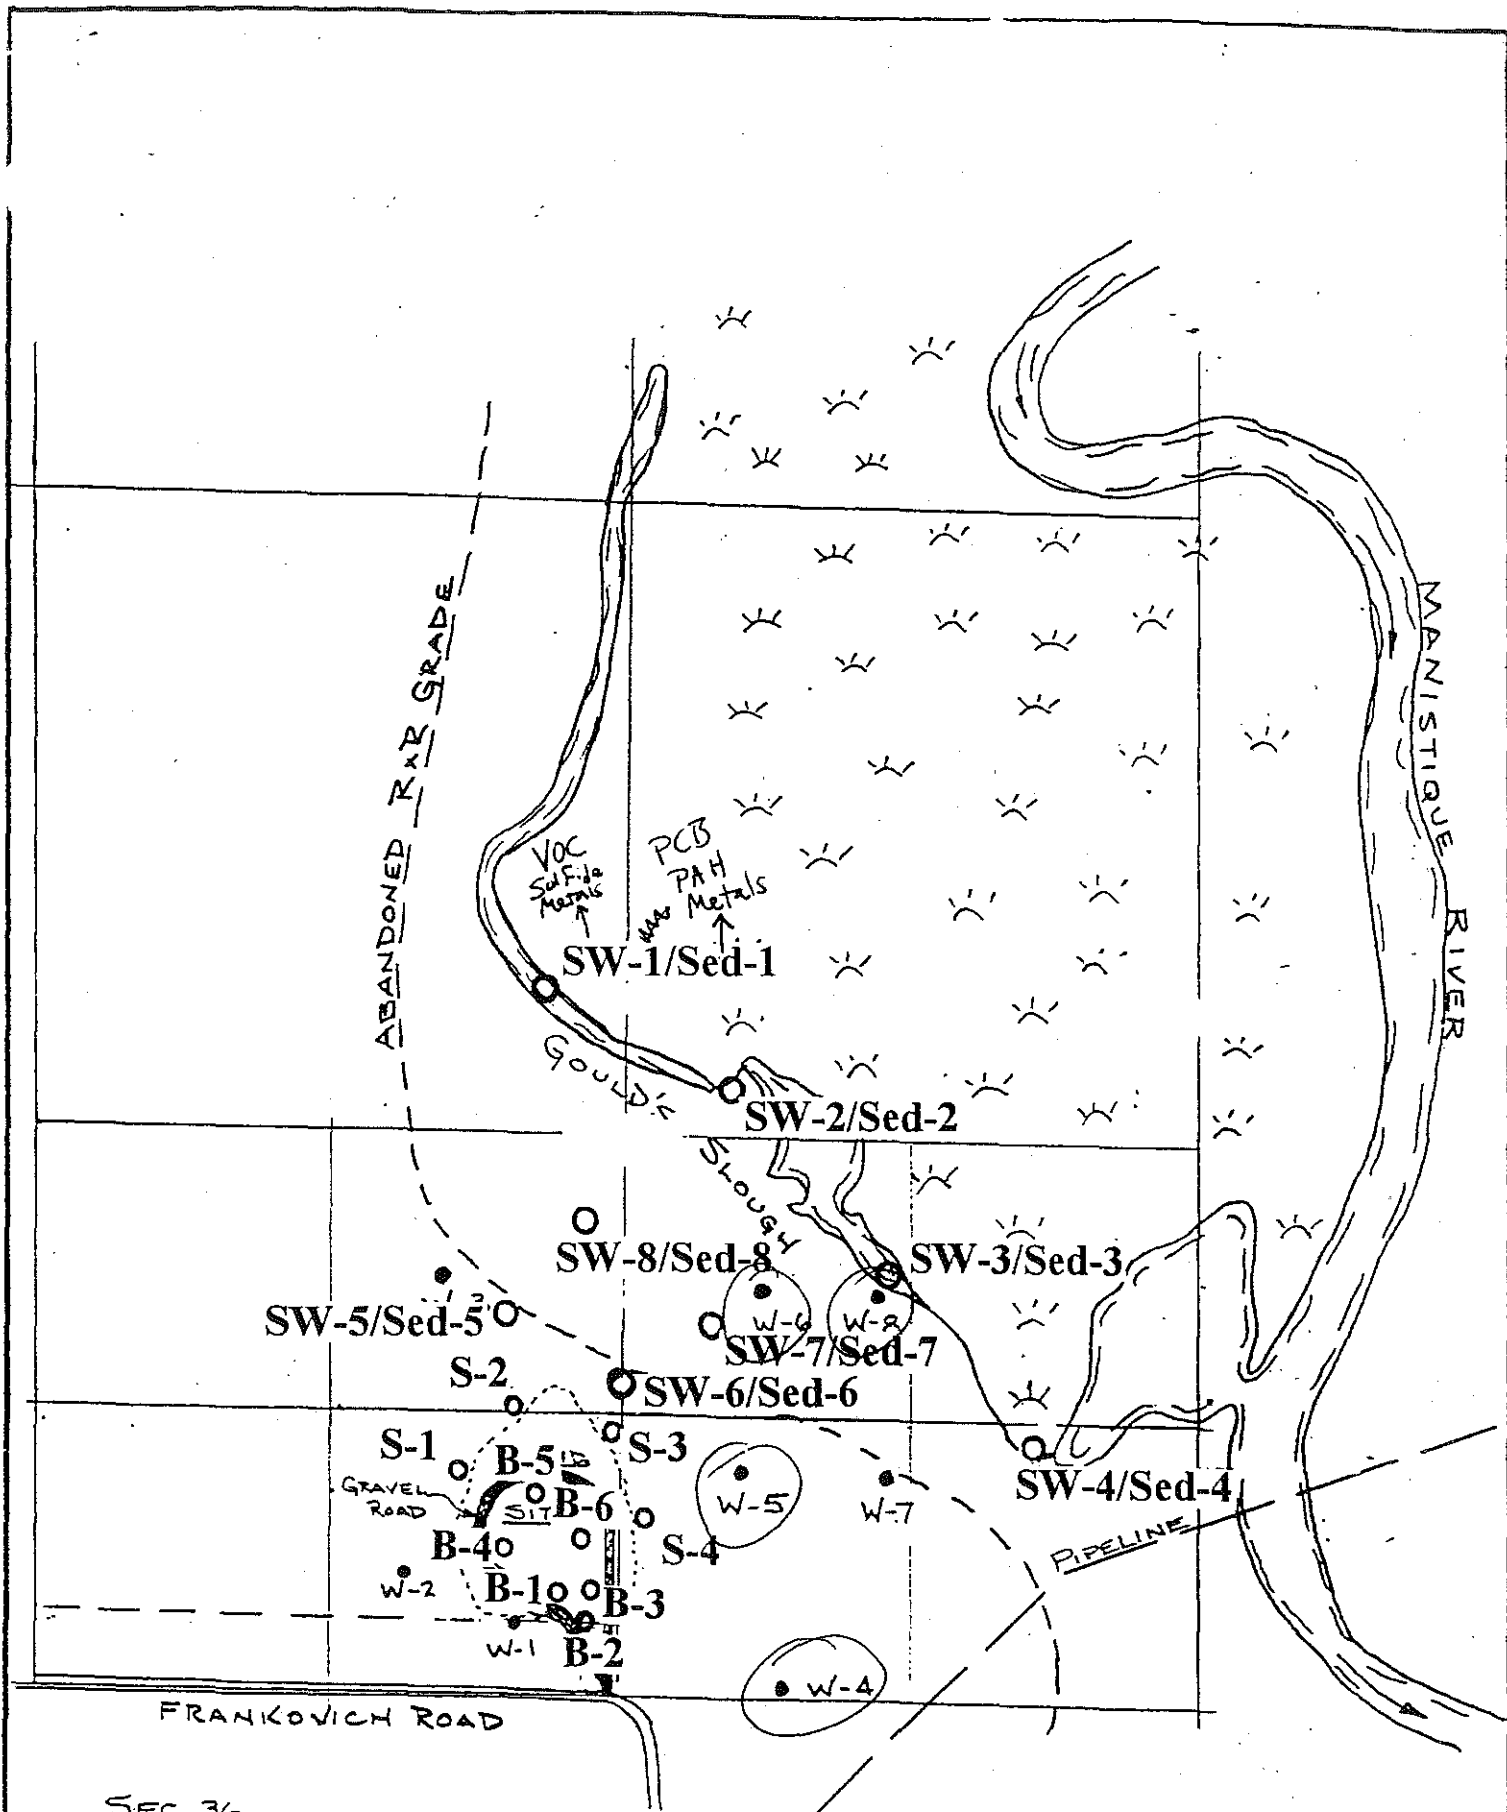 MANISTIQUE
RIVER
ABANDONED RxR GRADE
VOC
Sulfide
Metals
PCB
PAH
Metals
SW-1/Sed-1
GOULD'S
SLOUGH
SW-2/Sed-2
SW-8/Sed-8
SW-3/Sed-3
SW-5/Sed-5
W-6
W-8
SW-7/Sed-7
S-2
SW-6/Sed-6
S-1
B-5
S-3
SW-4/Sed-4
GRAVEL
ROAD
SIT
B-6
W-5
W-7
B-4
S-4
PIPELINE
W-2
B-1
B-3
W-1
B-2
W-4
FRANKOVICH ROAD
SEC 36